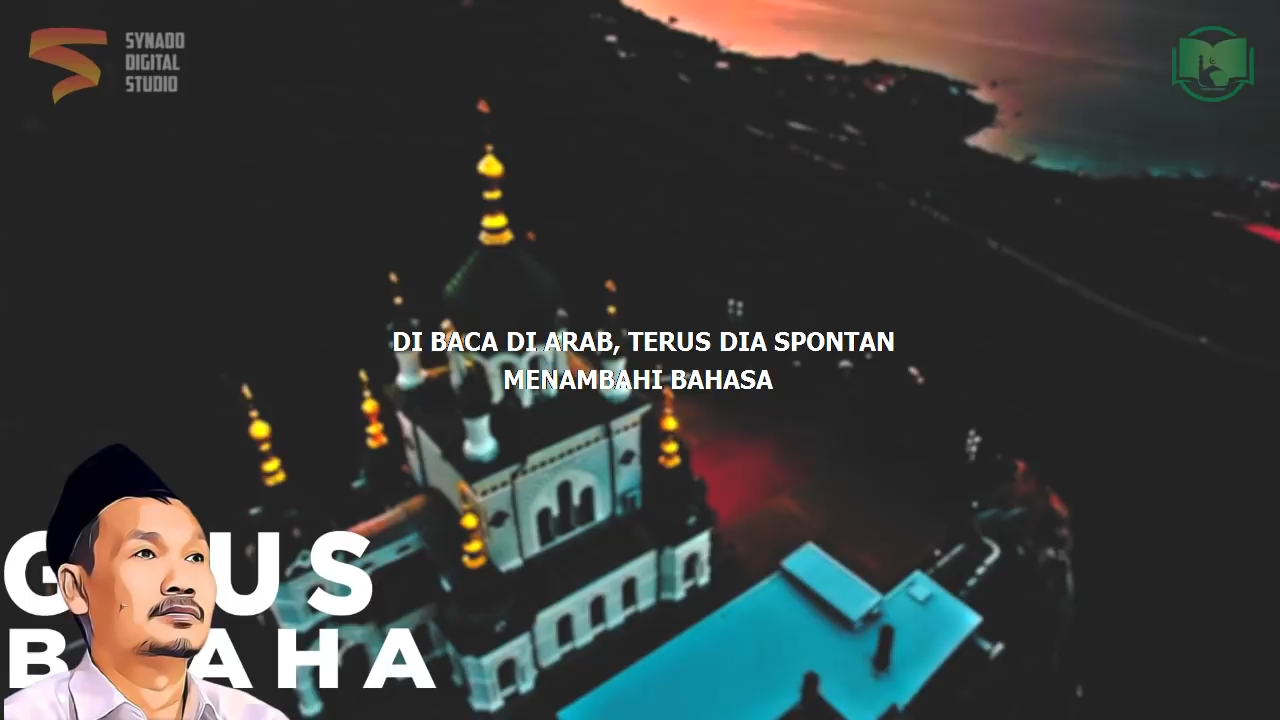 SYNADO
DIGITAL
STUDIO
DI BACA DI ARAB, TERUS DIA SPONTAN
MENAMBAHI BAHASA
GUS
BAHA